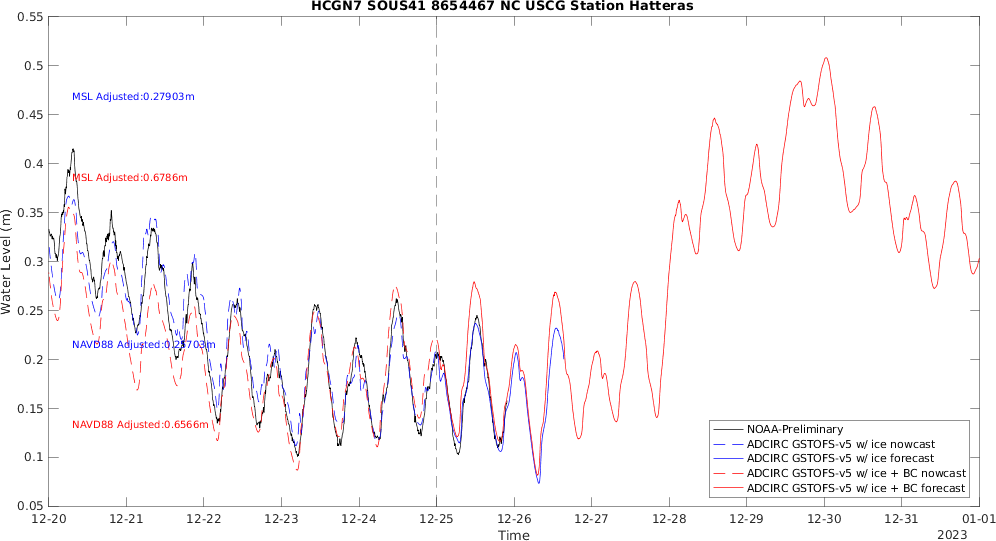 HCGN7 SOUS41 8654467 NC USCG Station Hatteras
0.55
0.5
0.45
0.4
0.35
0.3
0.25
0.2
0.15
0.1
0.05
Water Level (m)
MSL Adjusted:0.27903m
MSL Adjusted:0.6786m
NAVD88 Adjusted:0.25703m
NAVD88 Adjusted:0.6566m
NOAA-Preliminary
ADCIRC GSTOFS-v5 w/ ice nowcast
ADCIRC GSTOFS-v5 w/ ice forecast
ADCIRC GSTOFS-v5 w/ ice + BC nowcast
ADCIRC GSTOFS-v5 w/ ice + BC forecast
12-20 12-21 12-22 12-23 12-24 12-25 12-26 12-27 12-28 12-29 12-30 12-31 01-01
Time
2023